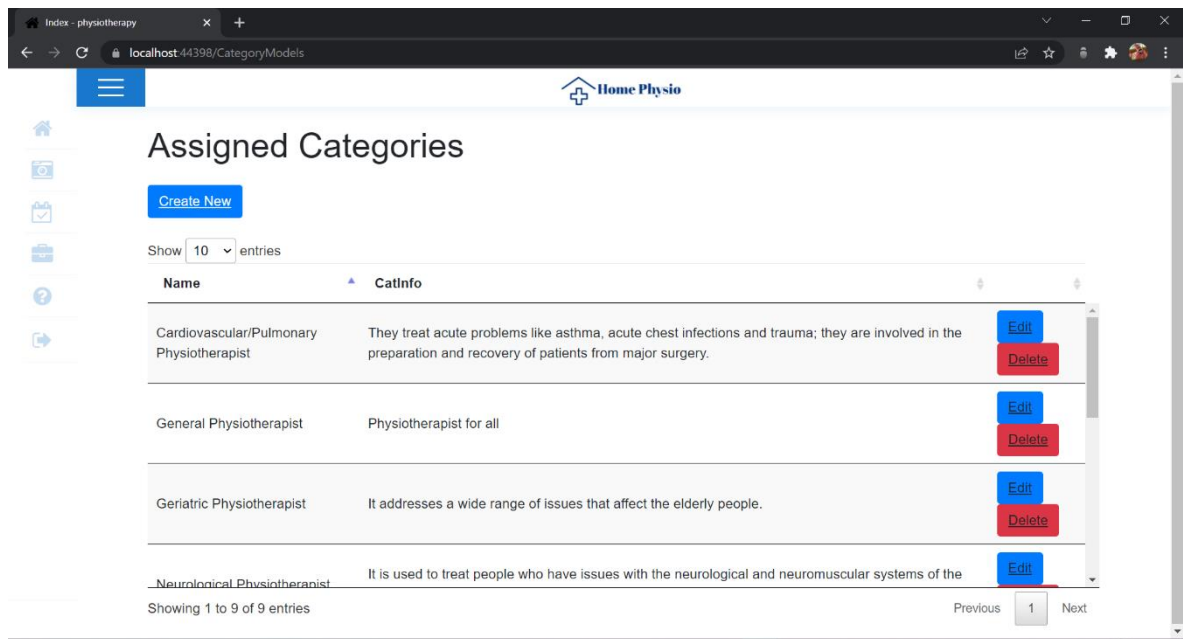 Index - physiotherapy
localhost:44398/CategoryModels
Home Physio
Assigned Categories
Create New
Show 10 entries
Name CatInfo
Cardiovascular/Pulmonary
Physiotherapist
They treat acute problems like asthma, acute chest infections and trauma; they are involved in the
preparation and recovery of patients from major surgery.
Edit
Delete
General Physiotherapist
Physiotherapist for all
Edit
Delete
Geriatric Physiotherapist
It addresses a wide range of issues that affect the elderly people.
Edit
Delete
Neurological Physiotherapist
It is used to treat people who have issues with the neurological and neuromuscular systems of the
Edit
Showing 1 to 9 of 9 entries
Previous 1 Next